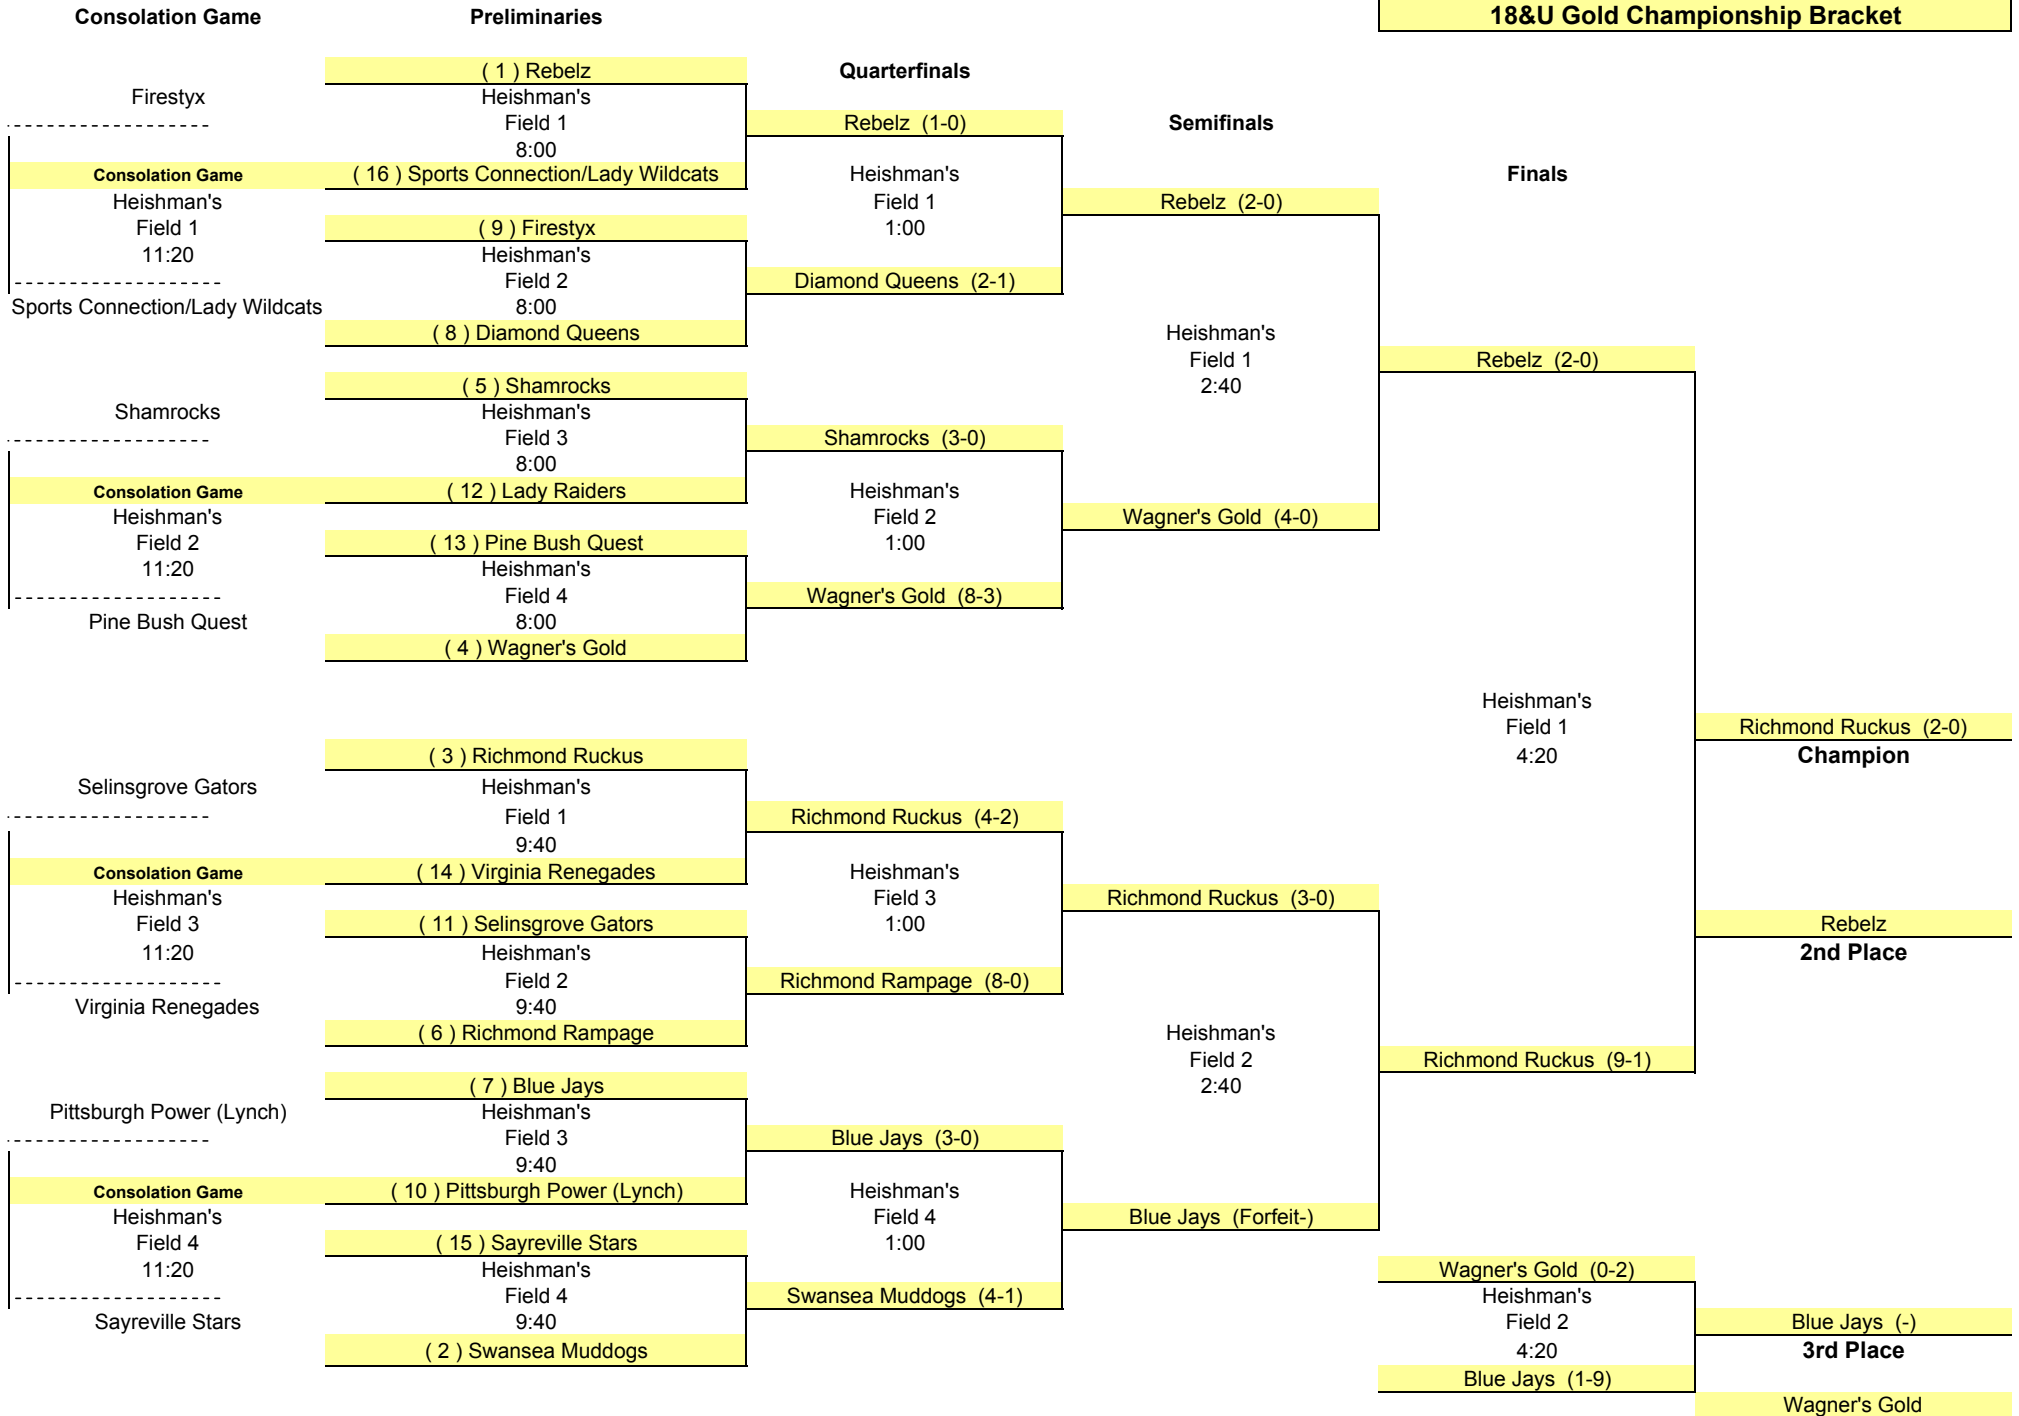 18&U Gold Championship Bracket
Consolation Game
Preliminaries
Quarterfinals
Semifinals
Finals
Firestyx
Consolation Game
Heishman's
Field 1
11:20
Sports Connection/Lady Wildcats
Shamrocks
Consolation Game
Heishman's
Field 2
11:20
Pine Bush Quest
Selinsgrove Gators
Consolation Game
Heishman's
Field 3
11:20
Virginia Renegades
Pittsburgh Power (Lynch)
Consolation Game
Heishman's
Field 4
11:20
Sayreville Stars
( 1 ) Rebelz
Heishman's
Field 1
8:00
( 16 ) Sports Connection/Lady Wildcats
( 9 ) Firestyx
Heishman's
Field 2
8:00
( 8 ) Diamond Queens
( 5 ) Shamrocks
Heishman's
Field 3
8:00
( 12 ) Lady Raiders
( 13 ) Pine Bush Quest
Heishman's
Field 4
8:00
( 4 ) Wagner's Gold
( 3 ) Richmond Ruckus
Heishman's
Field 1
9:40
( 14 ) Virginia Renegades
( 11 ) Selinsgrove Gators
Heishman's
Field 2
9:40
( 6 ) Richmond Rampage
( 7 ) Blue Jays
Heishman's
Field 3
9:40
( 10 ) Pittsburgh Power (Lynch)
( 15 ) Sayreville Stars
Heishman's
Field 4
9:40
( 2 ) Swansea Muddogs
Rebelz (1-0)
Heishman's
Field 1
1:00
Diamond Queens (2-1)
Shamrocks (3-0)
Heishman's
Field 2
1:00
Wagner's Gold (8-3)
Richmond Ruckus (4-2)
Heishman's
Field 3
1:00
Richmond Rampage (8-0)
Blue Jays (3-0)
Heishman's
Field 4
1:00
Swansea Muddogs (4-1)
Rebelz (2-0)
Heishman's
Field 1
2:40
Wagner's Gold (4-0)
Richmond Ruckus (3-0)
Heishman's
Field 2
2:40
Blue Jays (Forfeit-)
Rebelz (2-0)
Heishman's
Field 1
4:20
Richmond Ruckus (9-1)
Wagner's Gold (0-2)
Heishman's
Field 2
4:20
Blue Jays (1-9)
Richmond Ruckus (2-0)
Champion
Rebelz
2nd Place
Blue Jays (-)
3rd Place
Wagner's Gold